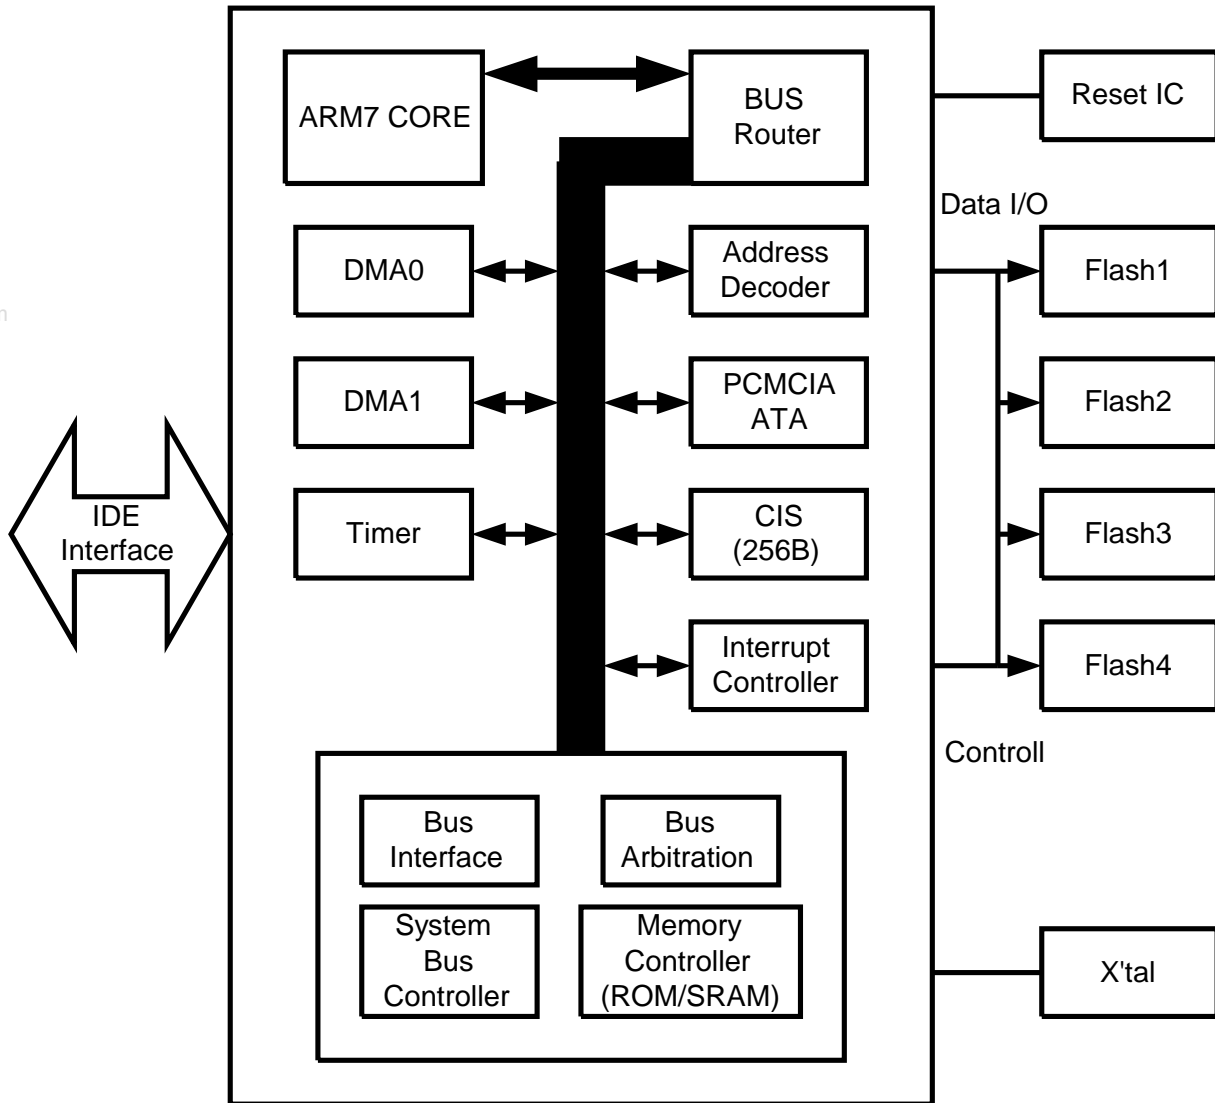 ARM7 CORE
BUS
Router
Reset IC
Data I/O
DMA0
Address
Decoder
Flash1
DMA1
PCMCIA
ATA
Flash2
IDE
Interface
Timer
CIS
(256B)
Flash3
Interrupt
Controller
Flash4
Controll
Bus
Interface
Bus
Arbitration
System
Bus
Controller
Memory
Controller
(ROM/SRAM)
X'tal